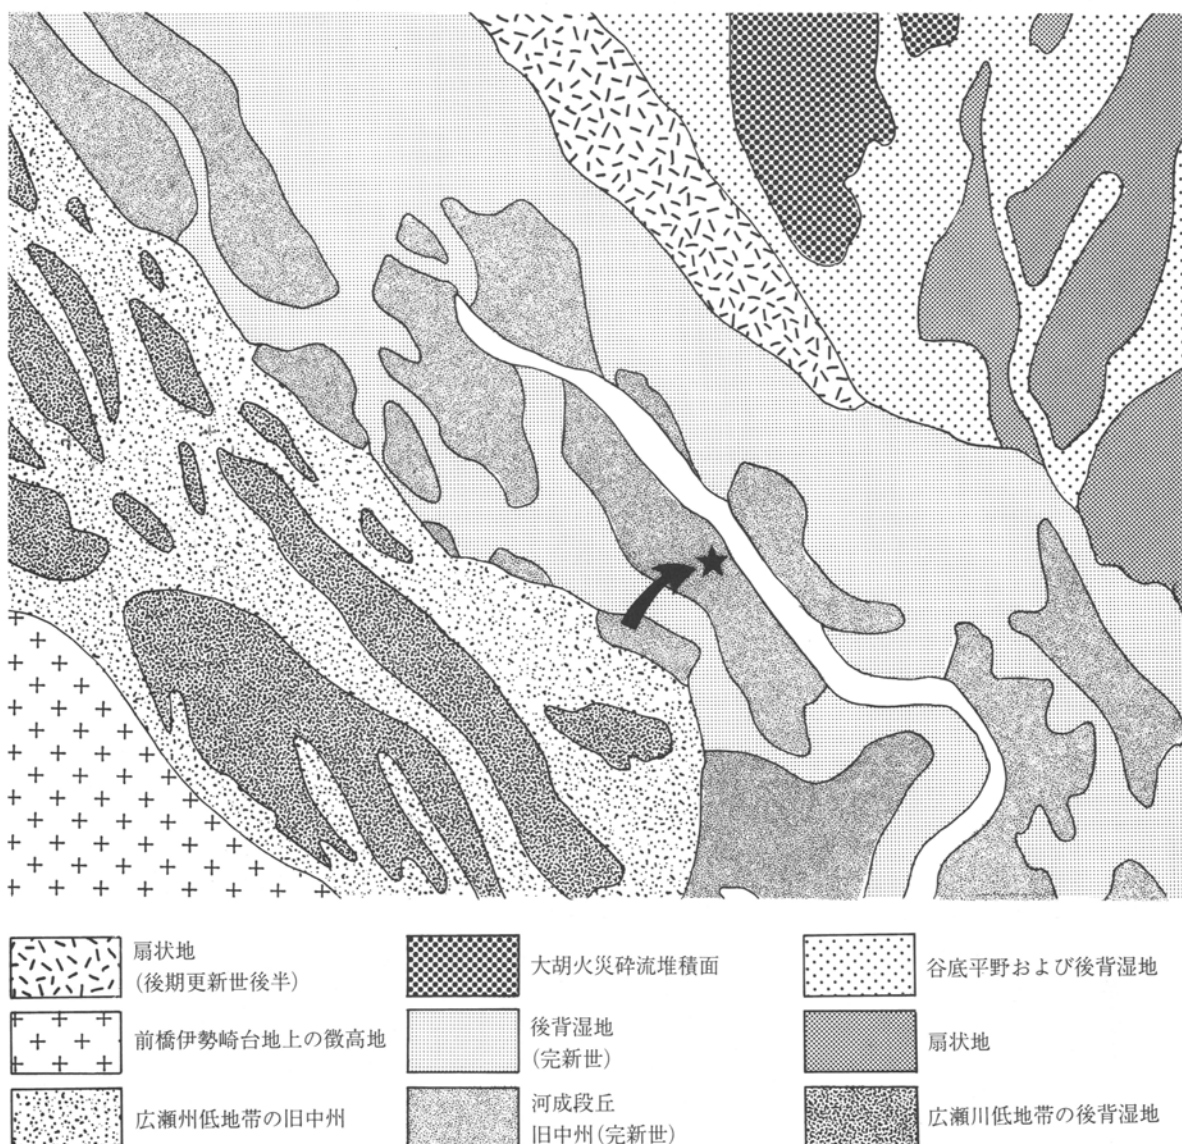 扇状地
(後期更新世後半)
大胡火災砕流堆積面
谷底平野および後背湿地
前橋伊勢崎台地上の徴高地
後背湿地
(完新世)
扇状地
広瀬州低地帯の旧中州
河成段丘
旧中州(完新世)
広瀬川低地帯の後背湿地